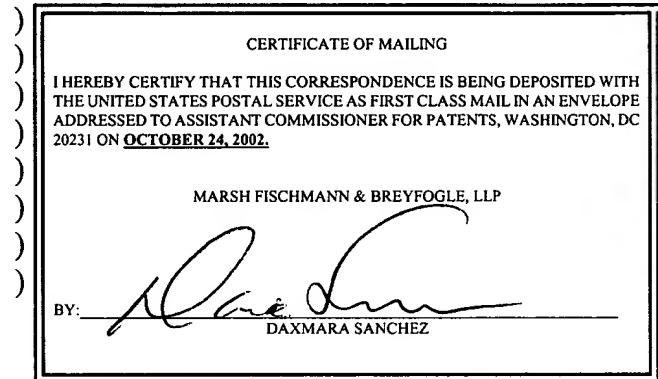 CERTIFICATE OF MAILING
I HEREBY CERTIFY THAT THIS CORRESPONDENCE IS BEING DEPOSITED WITH
THE UNITED STATES POSTAL SERVICE AS FIRST CLASS MAIL IN AN ENVELOPE
ADDRESSED TO ASSISTANT COMMISSIONER FOR PATENTS, WASHINGTON, DC
20231 ON OCTOBER 24, 2002.
MARSH FISCHMANN & BREYFOGLE, LLP
BY:
DAXMARA SANCHEZ
)
)
)
)
)
)
)
)